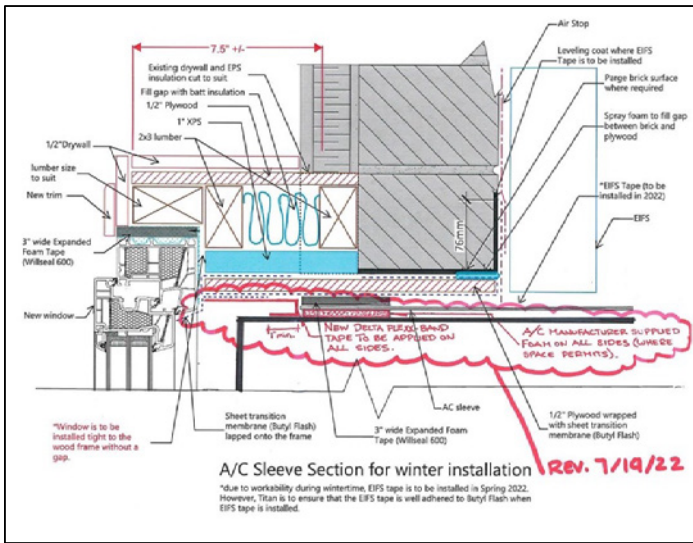 7.5" +/-
Air Stop
Leveling coat where EIFS
Tape is to be installed
Existing drywall and EPS
insulation cut to suit
Fill gap with batt insulation
1/2" Plywood
1" XPS
2x3 lumber
Parge brick surface
where required
Spray foam to fill gap
between brick and
plywood
1/2"Drywall
lumber size
to suit
New trim
*EIFS Tape (to be
installed in 2022)
EIFS
3" wide Expanded
Foam Tape
(Willseal 600)
76mm
New window
1" min.
NEW DELTA FLEXX-BAND
TAPE TO BE APPLIED ON
ALL SIDES.
A/C MANUFACTURER SUPPLIED
FOAM ON ALL SIDES (WHERE
SPACE PERMITS).
AC sleeve
*Window is to be
installed tight to the
wood frame without a
gap.
Sheet transition
membrane (Butyl Flash)
lapped onto the frame
3" wide Expanded Foam
Tape (Willseal 600)
1/2" Plywood wrapped
with sheet transition
membrane (Butyl Flash)
A/C Sleeve Section for winter installation
REV. 7/19/22
*due to workability during wintertime, EIFS tape is to be installed in Spring 2022.
However, Titan is to ensure that the EIFS tape is well adhered to Butyl Flash when
EIFS tape is installed.